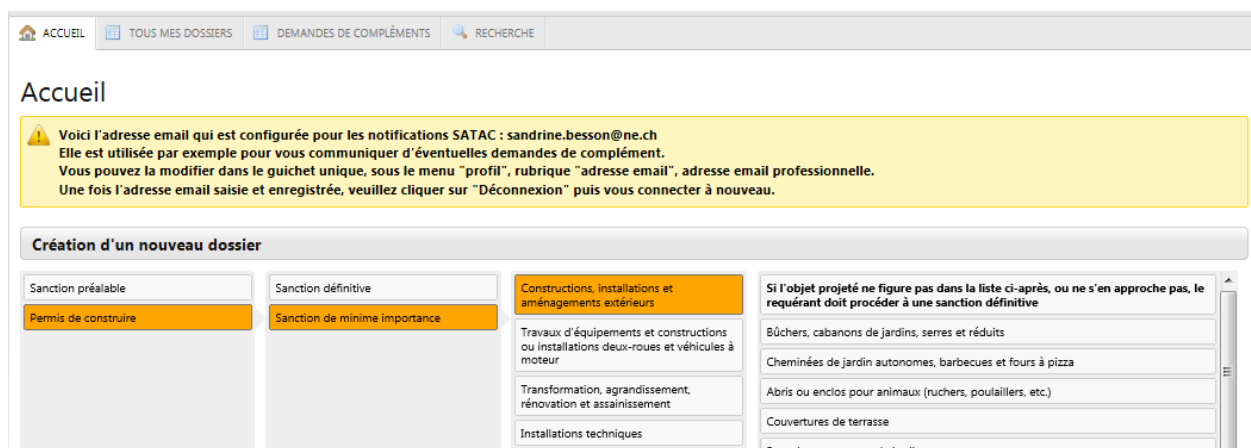 ACCUEIL
TOUS MES DOSSIERS
DEMANDES DE COMPLÉMENTS
RECHERCHE
Accueil
Voici l'adresse email qui est configurée pour les notifications SATAC : sandrine.besson@ne.ch
Elle est utilisée par exemple pour vous communiquer d'éventuelles demandes de complément.
Vous pouvez la modifier dans le guichet unique, sous le menu "profil", rubrique "adresse email", adresse email professionnelle.
Une fois l'adresse email saisie et enregistrée, veuillez cliquer sur "Déconnexion" puis vous connecter à nouveau.
Création d'un nouveau dossier
Sanction préalable
Permis de construire
Sanction définitive
Sanction de minime importance
Constructions, installations et
aménagements extérieurs
Travaux d'équipements et constructions
ou installations deux-roues et véhicules à
moteur
Transformation, agrandissement,
rénovation et assainissement
Installations techniques
Si l'objet projeté ne figure pas dans la liste ci-après, ou ne s'en approche pas, le
requérant doit procéder à une sanction définitive
Bûchers, cabanons de jardins, serres et réduits
Cheminées de jardin autonomes, barbecues et fours à pizza
Abris ou enclos pour animaux (ruchers, poulaillers, etc.)
Couvertures de terrasse